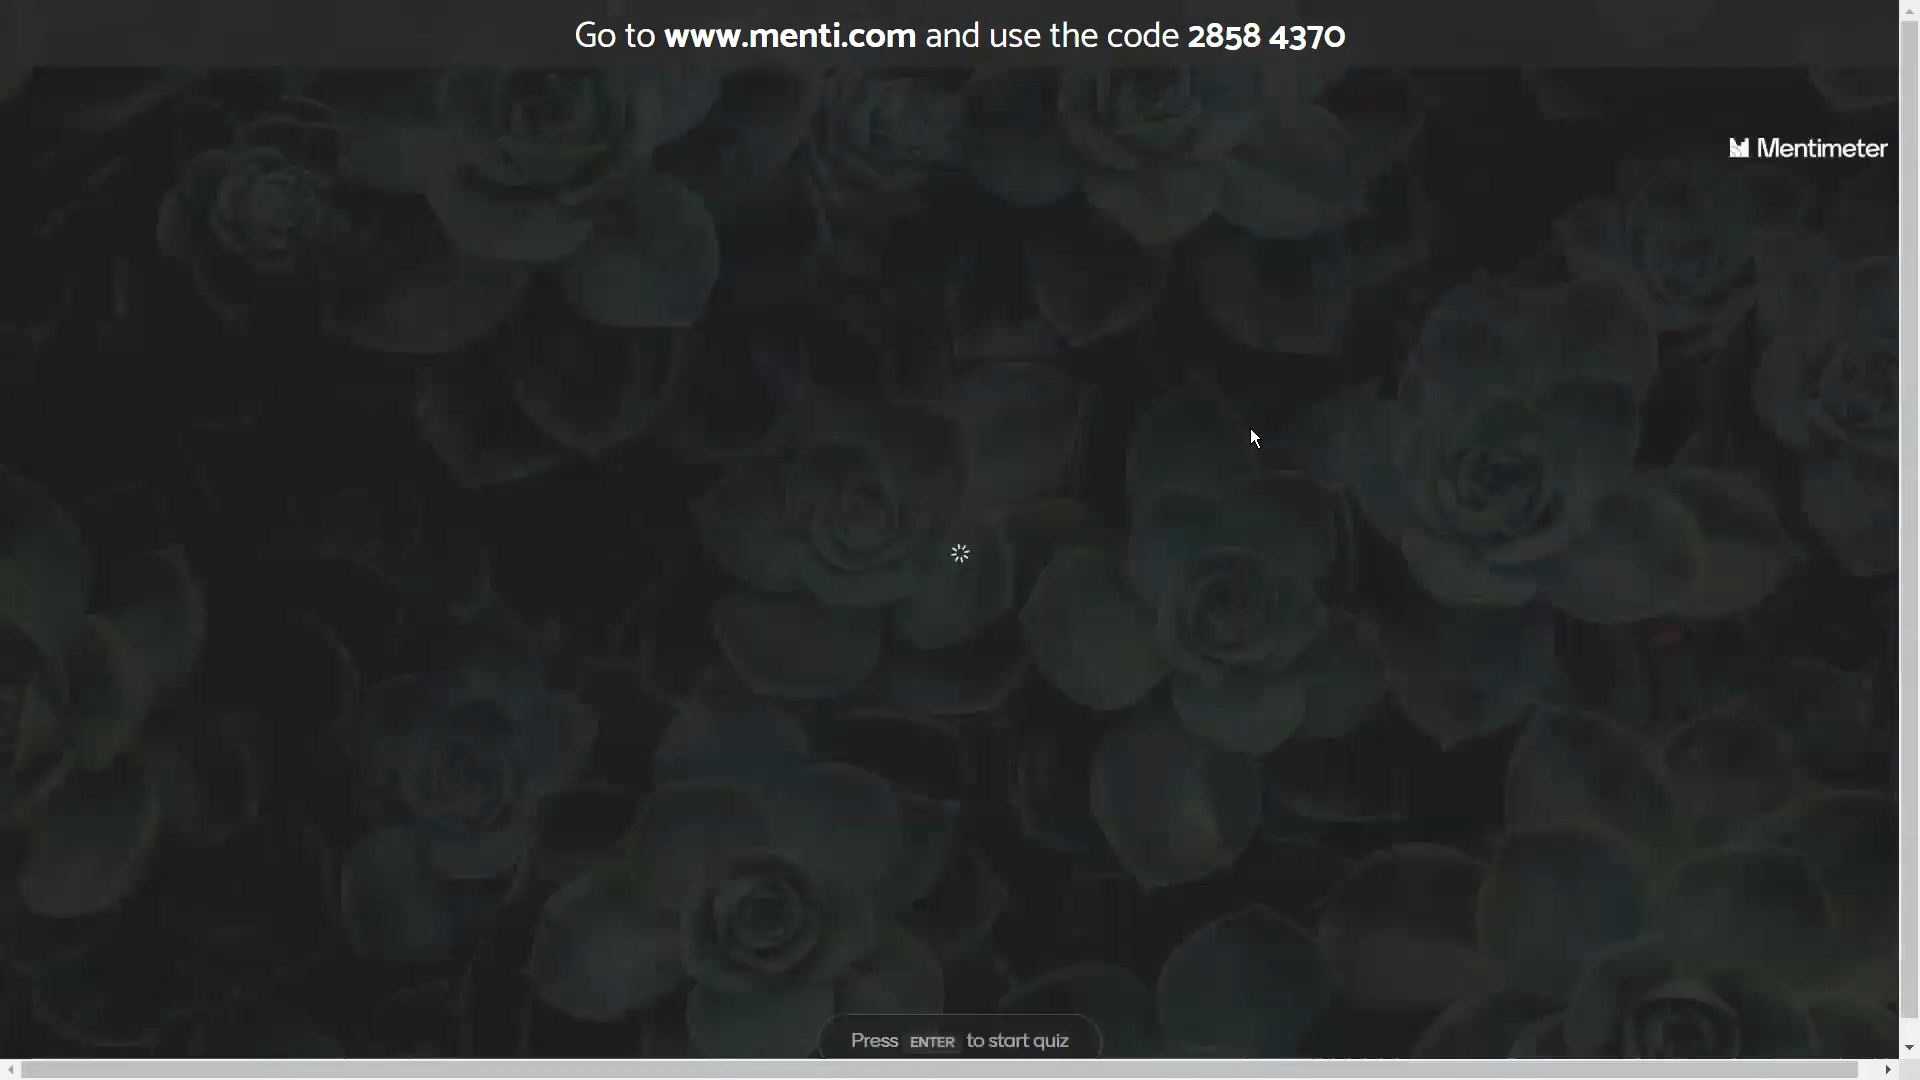 Go to www.menti.com and use the code 2858 4370
Mentimeter
Press ENTER to start quiz